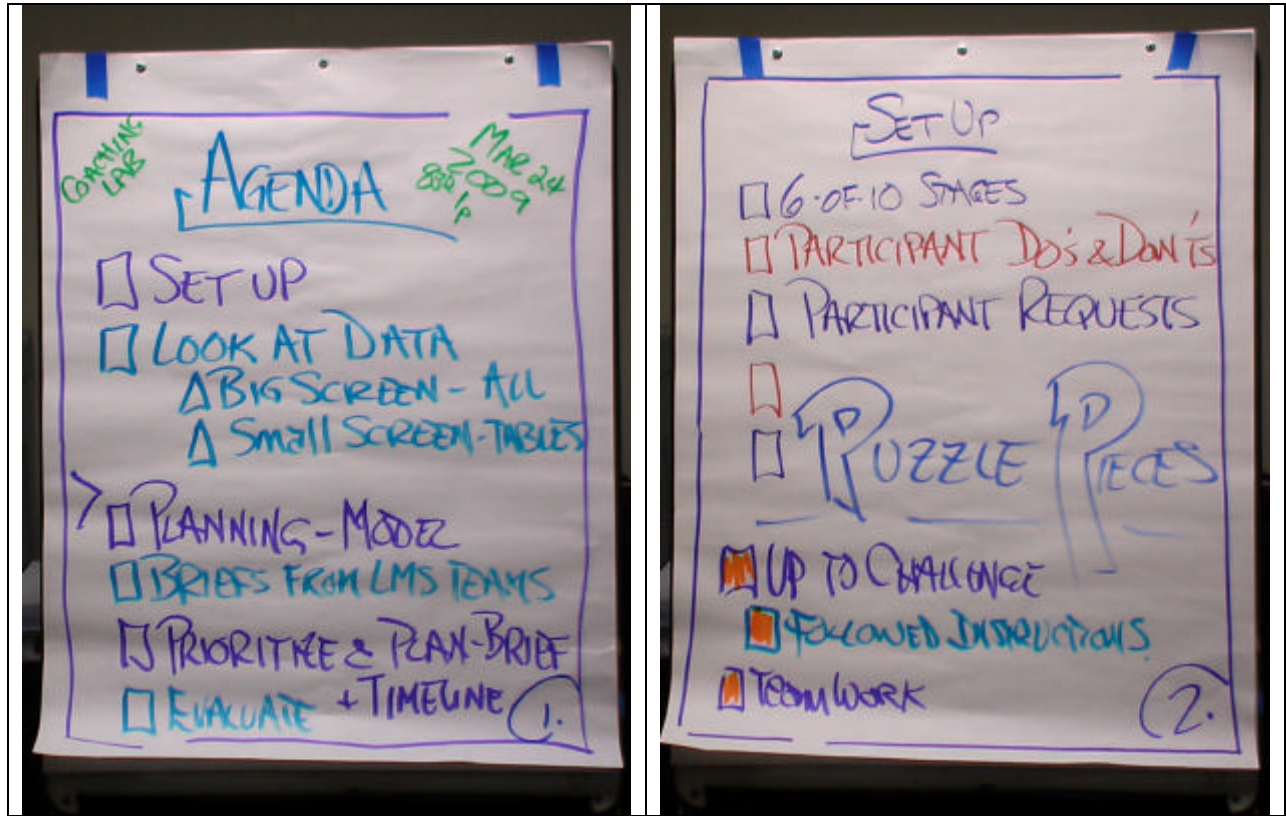 COACHING
LAB
AGENDA
MAR 24
2009
SET UP
LOOK AT DATA
BIG SCREEN - ALL
Small SCREEN - TABLES
PLANNING - MODEL
BRIEFS FROM LMS TEAMS
PRIORITIZE & PLAN - BRIEF
+ TIMELINE
EVALUATE
1.
SET UP
6-OF-10 STAGES
PARTICIPANT DO'S & DON'TS
PARTICIPANT REQUESTS
PUZZLE PIECES
UP TO CHALLENGE
FOLLOWED INSTRUCTIONS
TEAMWORK
2.